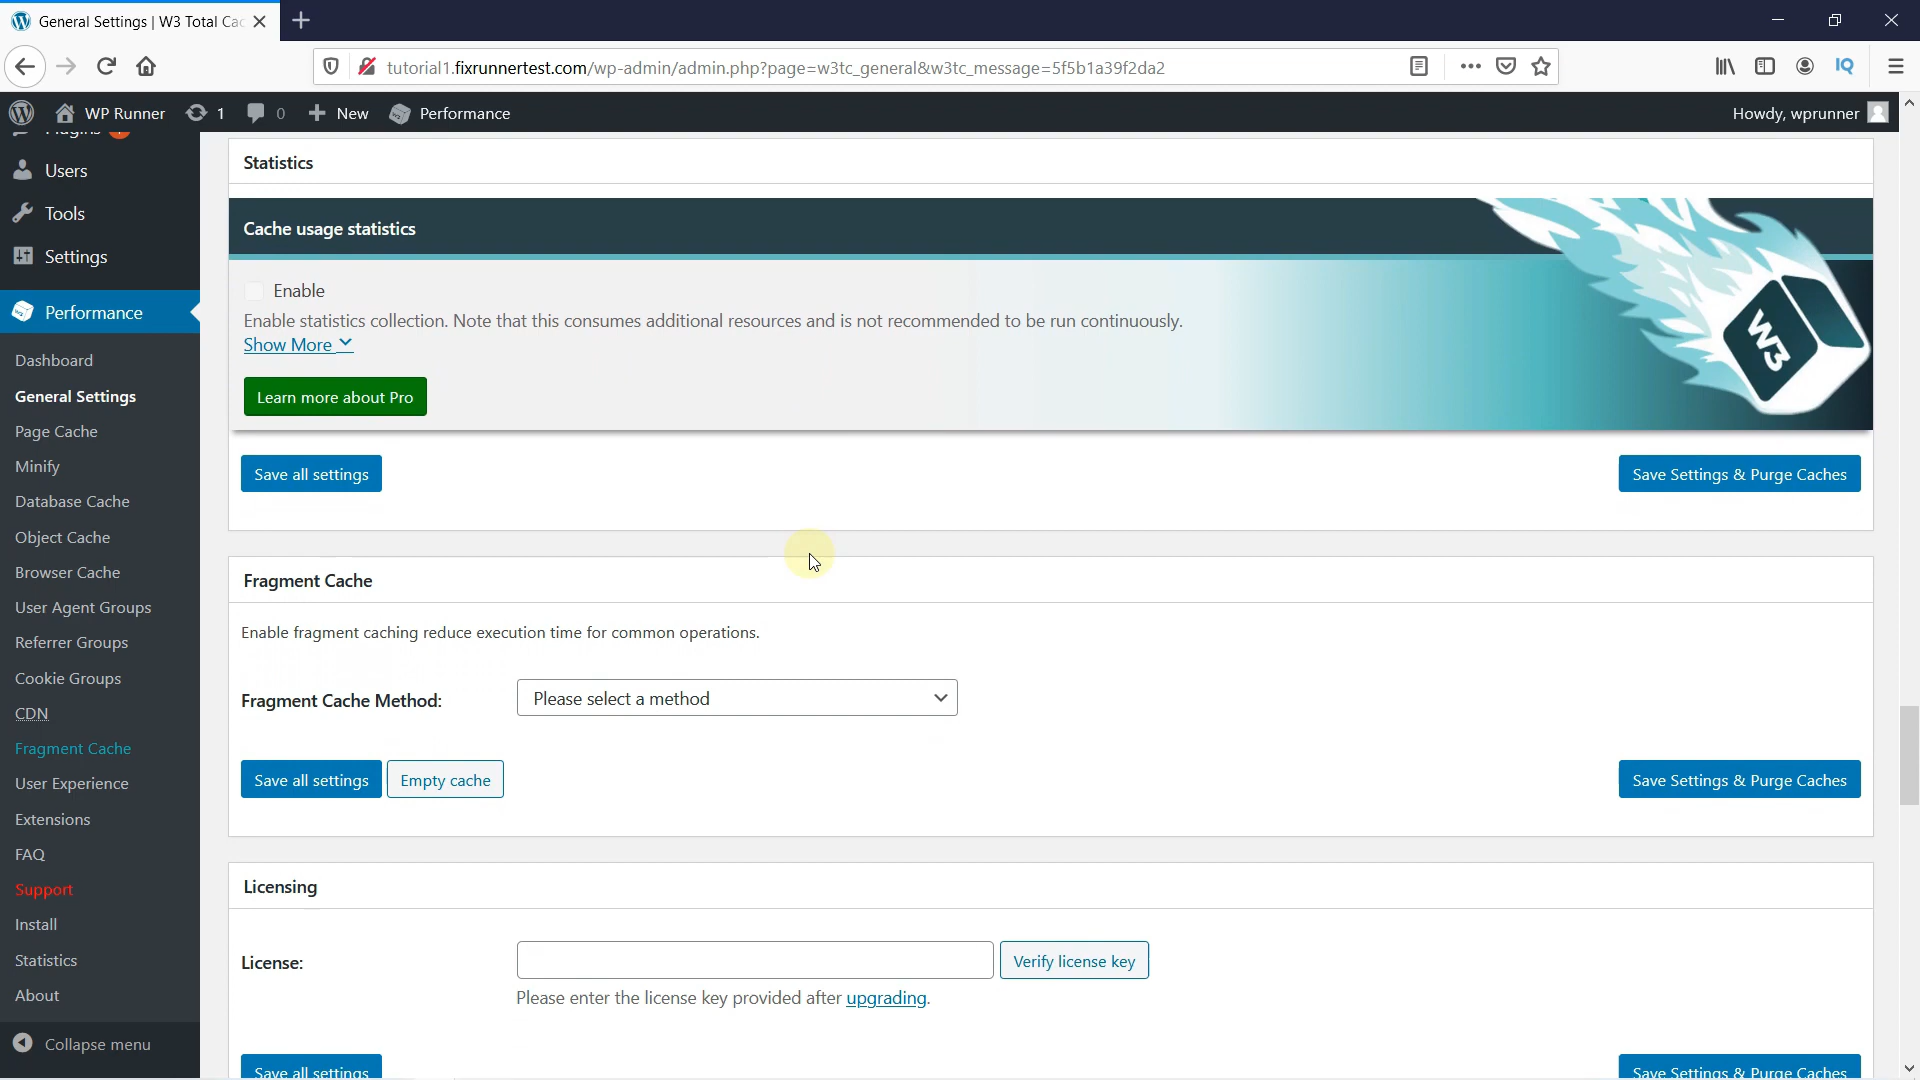 General Settings | W3 Total Cac
tutorial1.fixrunnertest.com/wp-admin/admin.php?page=w3tc_general&w3tc_message=5f5b1a39f2da2
IQ
WP Runner
1
0
New
Performance
Howdy, wprunner
Plugins
Users
Tools
Settings
Performance
Dashboard
General Settings
Page Cache
Minify
Database Cache
Object Cache
Browser Cache
User Agent Groups
Referrer Groups
Cookie Groups
CDN
Fragment Cache
User Experience
Extensions
FAQ
Support
Install
Statistics
About
Collapse menu
Statistics
Cache usage statistics
Enable
Enable statistics collection. Note that this consumes additional resources and is not recommended to be run continuously.
Show More
Learn more about Pro
W3
Save all settings
Save Settings & Purge Caches
Fragment Cache
Enable fragment caching reduce execution time for common operations.
Fragment Cache Method:
Please select a method
Save all settings
Empty cache
Save Settings & Purge Caches
Licensing
License:
Verify license key
Please enter the license key provided after upgrading.
Save all settings
Save Settings & Purge Caches